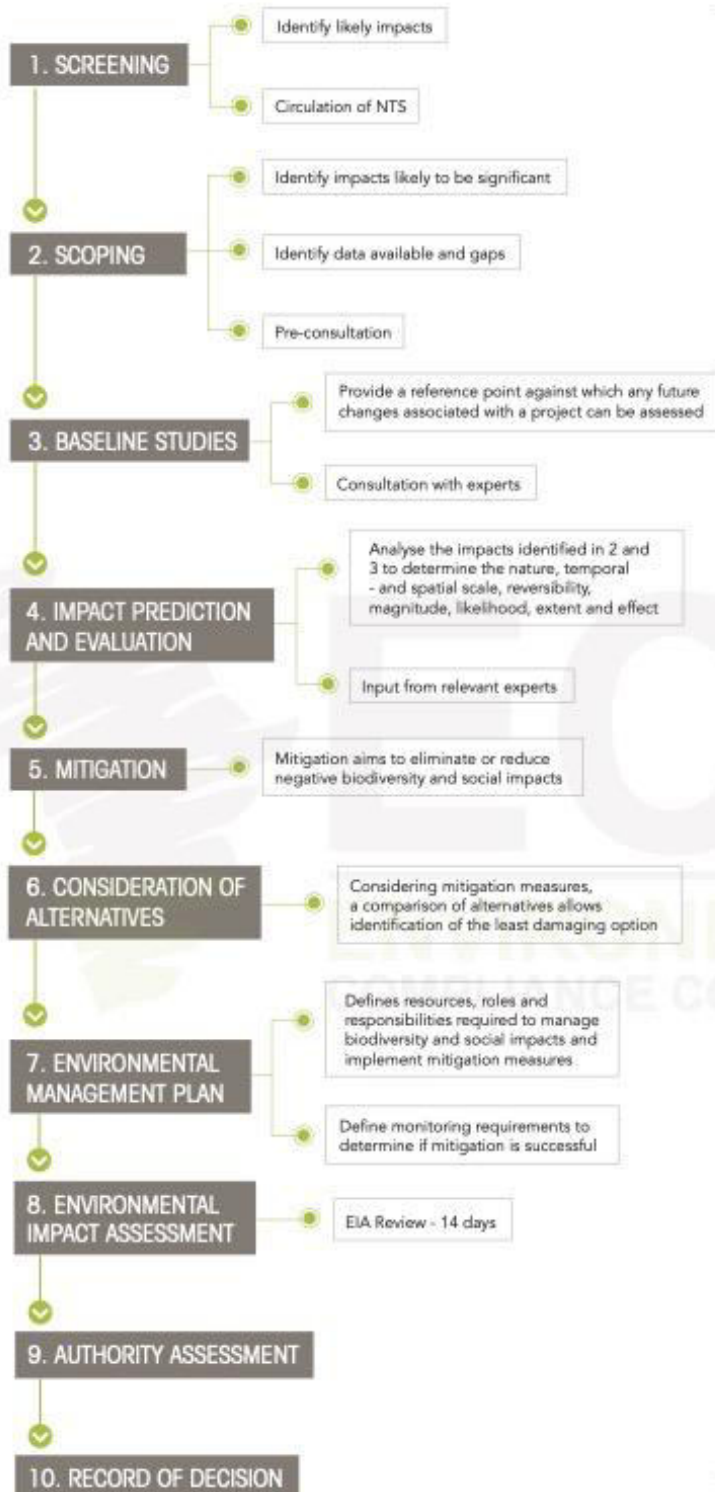 1. SCREENING
Identify likely impacts
Circulation of NTS
2. SCOPING
Identify impacts likely to be significant
Identify data available and gaps
Pre-consultation
3. BASELINE STUDIES
Provide a reference point against which any future
changes associated with a project can be assessed
Consultation with experts
4. IMPACT PREDICTION
AND EVALUATION
Analyse the impacts identified in 2 and
3 to determine the nature, temporal
- and spatial scale, reversibility,
magnitude, likelihood, extent and effect
Input from relevant experts
5. MITIGATION
Mitigation aims to eliminate or reduce
negative biodiversity and social impacts
6. CONSIDERATION OF
ALTERNATIVES
Considering mitigation measures,
a comparison of alternatives allows
identification of the least damaging option
7. ENVIRONMENTAL
MANAGEMENT PLAN
Defines resources, roles and
responsibilities required to manage
biodiversity and social impacts and
implement mitigation measures
Define monitoring requirements to
determine if mitigation is successful
8. ENVIRONMENTAL
IMPACT ASSESSMENT
EIA Review - 14 days
9. AUTHORITY ASSESSMENT
10. RECORD OF DECISION